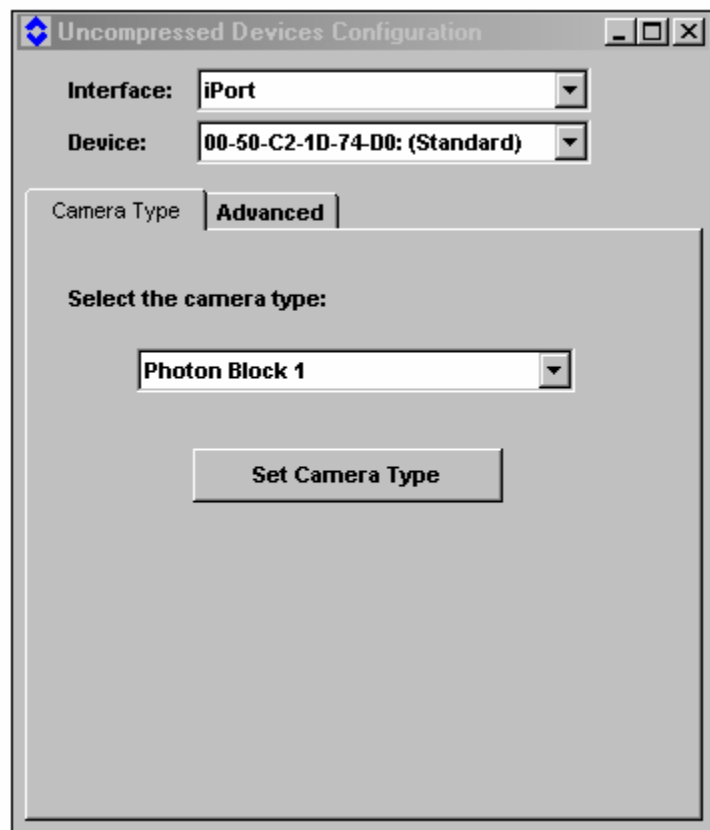 Uncompressed Devices Configuration
Interface: iPort
Device: 00-50-C2-1D-74-D0: (Standard)
Camera Type Advanced
Select the camera type:
Photon Block 1
Set Camera Type